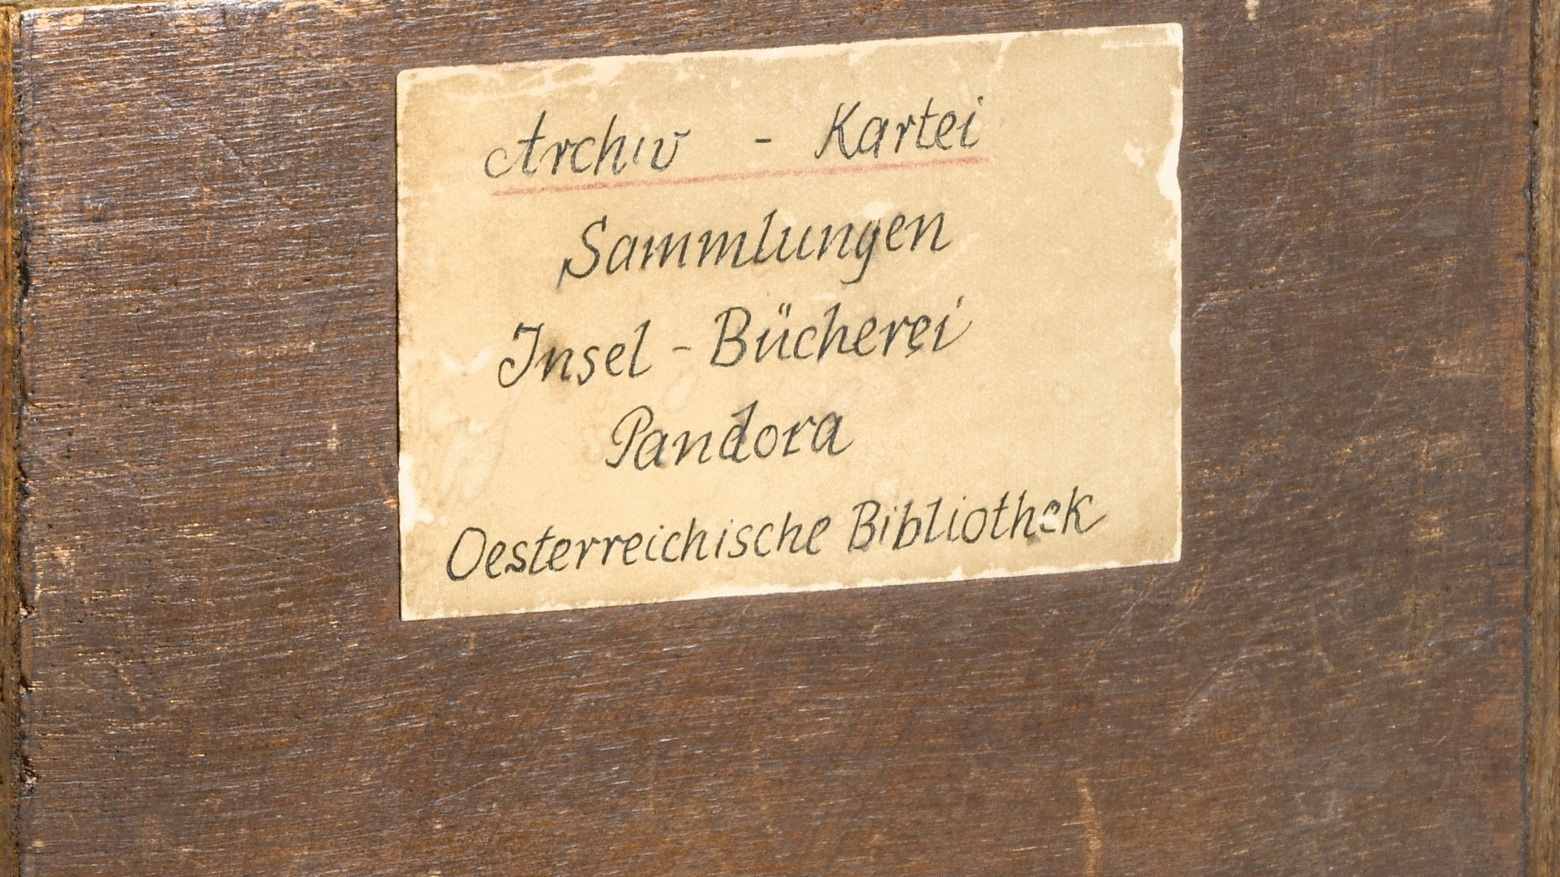 Archiv - Kartei
Sammlungen
Insel - Bücherei
Pandora
Oesterreichische Bibliothek